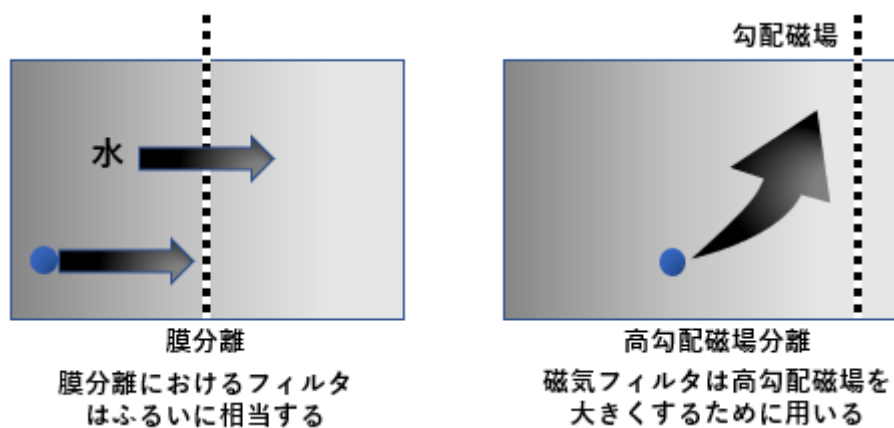 勾配磁場
水
膜分離
膜分離におけるフィルタ
はふるいに相当する
高勾配磁場分離
磁気フィルタは高勾配磁場を
大きくするために用いる